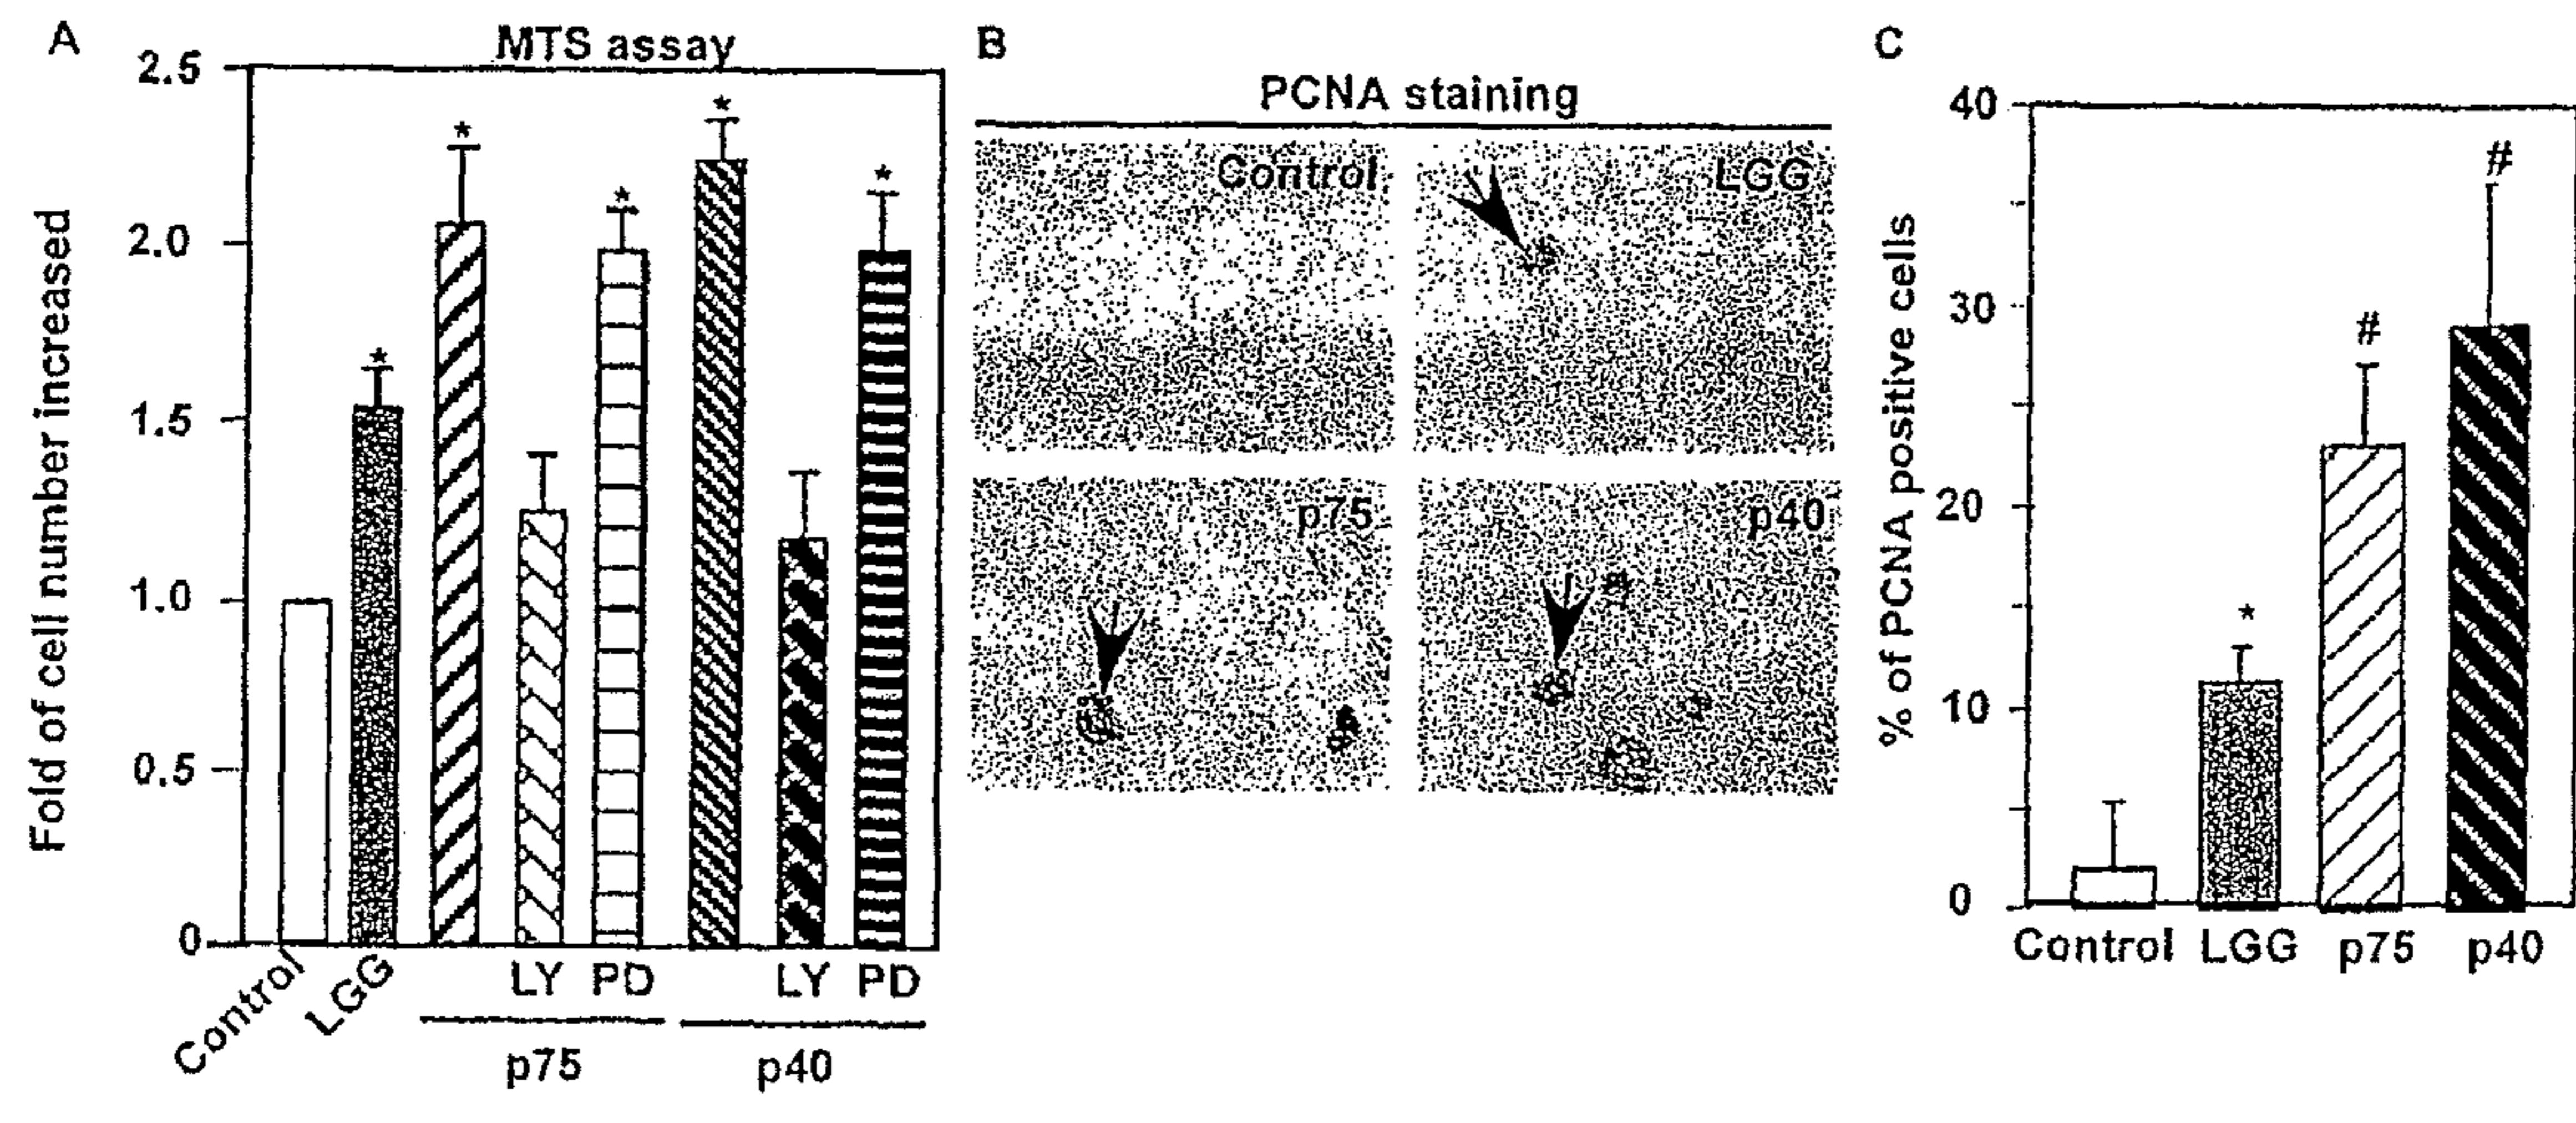 A
MTS assay
2.5
2.0
1.5
1.0
0.5
0
Fold of cell number increased
*
*
*
*
*
Control
LGG
LY
PD
LY
PD
p75
p40
B
PCNA staining
Control
LGG
p75
p40
C
40
30
20
10
0
% of PCNA positive cells
*
#
#
Control
LGG
p75
p40